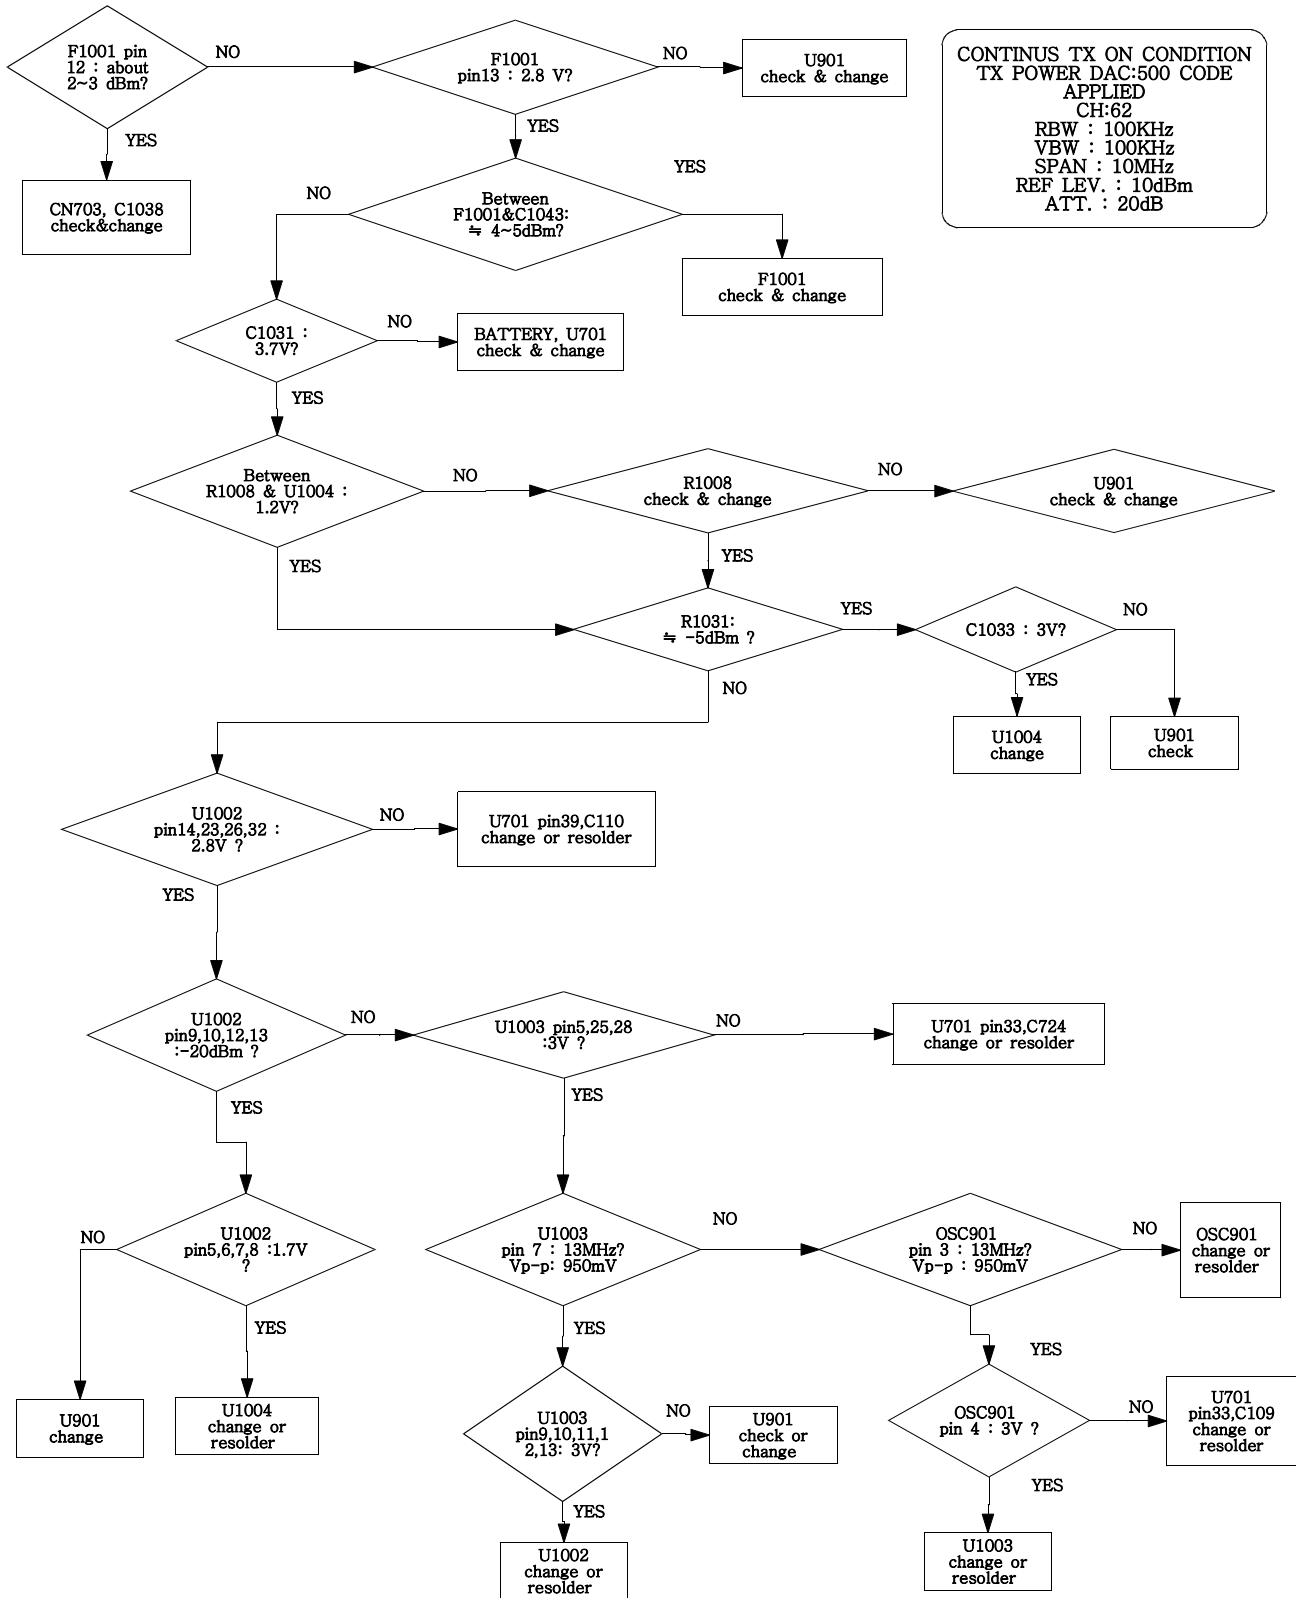 F1001 pin
12 : about
2~3 dBm?
NO
F1001
pin13 : 2.8 V?
NO
U901
check & change
CONTINUS TX ON CONDITION
TX POWER DAC:500 CODE
APPLIED
CH:62
RBW : 100KHz
VBW : 100KHz
SPAN : 10MHz
REF LEV. : 10dBm
ATT. : 20dB
YES
YES
CN703, C1038
check&change
NO
Between
F1001&C1043:
≒ 4~5dBm?
YES
F1001
check & change
C1031 :
3.7V?
NO
BATTERY, U701
check & change
YES
Between
R1008 & U1004 :
1.2V?
NO
R1008
check & change
NO
U901
check & change
YES
YES
R1031:
≒ -5dBm ?
YES
C1033 : 3V?
NO
NO
YES
U1004
change
U901
check
U1002
pin14,23,26,32 :
2.8V ?
NO
U701 pin39,C110
change or resolder
YES
U1002
pin9,10,12,13
:-20dBm ?
NO
U1003 pin5,25,28
:3V ?
NO
U701 pin33,C724
change or resolder
YES
YES
NO
U1002
pin5,6,7,8 :1.7V
?
U1003
pin 7 : 13MHz?
Vp-p: 950mV
NO
OSC901
pin 3 : 13MHz?
Vp-p : 950mV
NO
OSC901
change or
resolder
YES
YES
YES
U901
change
U1004
change or
resolder
U1003
pin9,10,11,1
2,13: 3V?
NO
U901
check or
change
OSC901
pin 4 : 3V ?
NO
U701
pin33,C109
change or
resolder
YES
YES
U1002
change or
resolder
U1003
change or
resolder